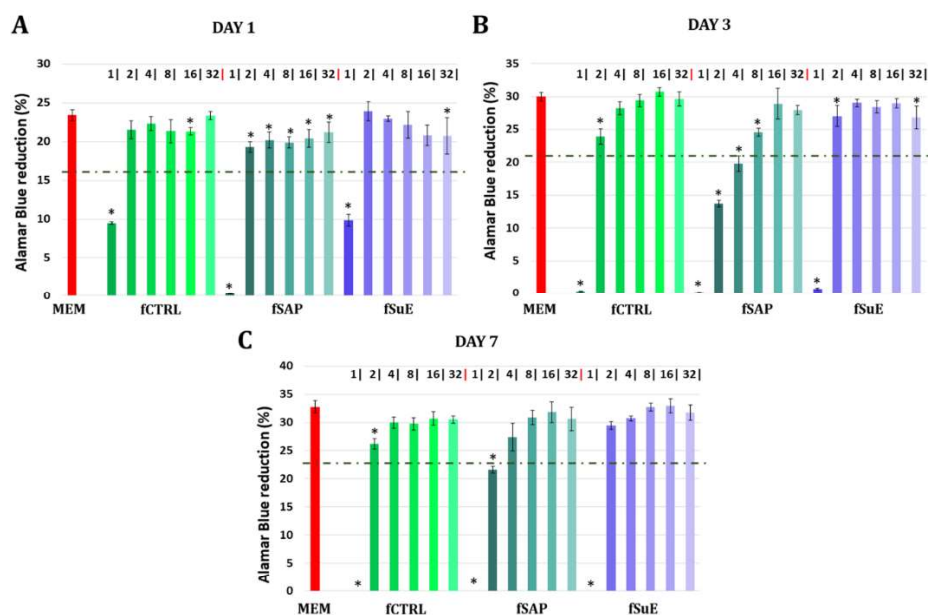 A
DAY 1
1| 2| 4| 8| 16| 32| 1| 2| 4| 8| 16| 32| 1| 2| 4| 8| 16| 32|
Alamar Blue reduction (%)
30
25
20
15
10
5
0
* * * * * * * * * *
MEM fCTRL fSAP fSuE
B
DAY 3
1| 2| 4| 8| 16| 32| 1| 2| 4| 8| 16| 32| 1| 2| 4| 8| 16| 32|
Alamar Blue reduction (%)
35
30
25
20
15
10
5
0
* * * * * * * * *
MEM fCTRL fSAP fSuE
C
DAY 7
1| 2| 4| 8| 16| 32| 1| 2| 4| 8| 16| 32| 1| 2| 4| 8| 16| 32|
Alamar Blue reduction (%)
40
35
30
25
20
15
10
5
0
* * * * *
MEM fCTRL fSAP fSuE